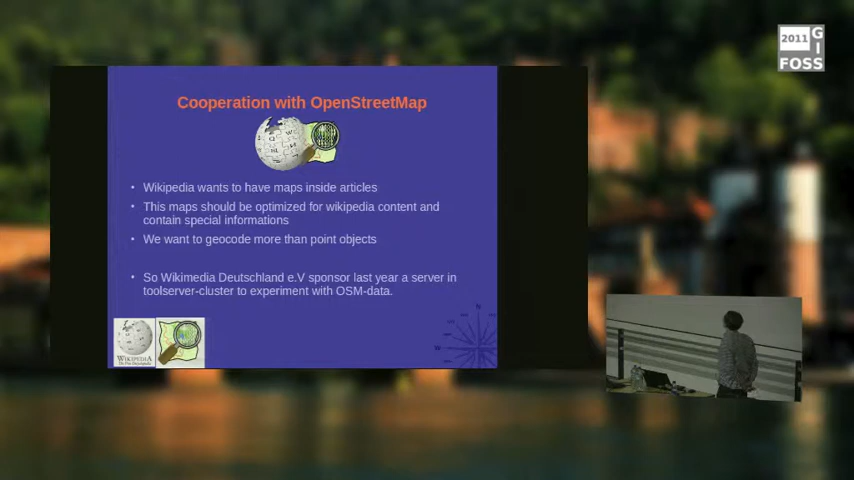 2011 G
I
FOSS
Cooperation with OpenStreetMap
• Wikipedia wants to have maps inside articles
• This maps should be optimized for wikipedia content and
contain special informations
• We want to geocode more than point objects
• So Wikimedia Deutschland e.V sponsor last year a server in
toolserver-cluster to experiment with OSM-data.
WIKIPEDIA
N